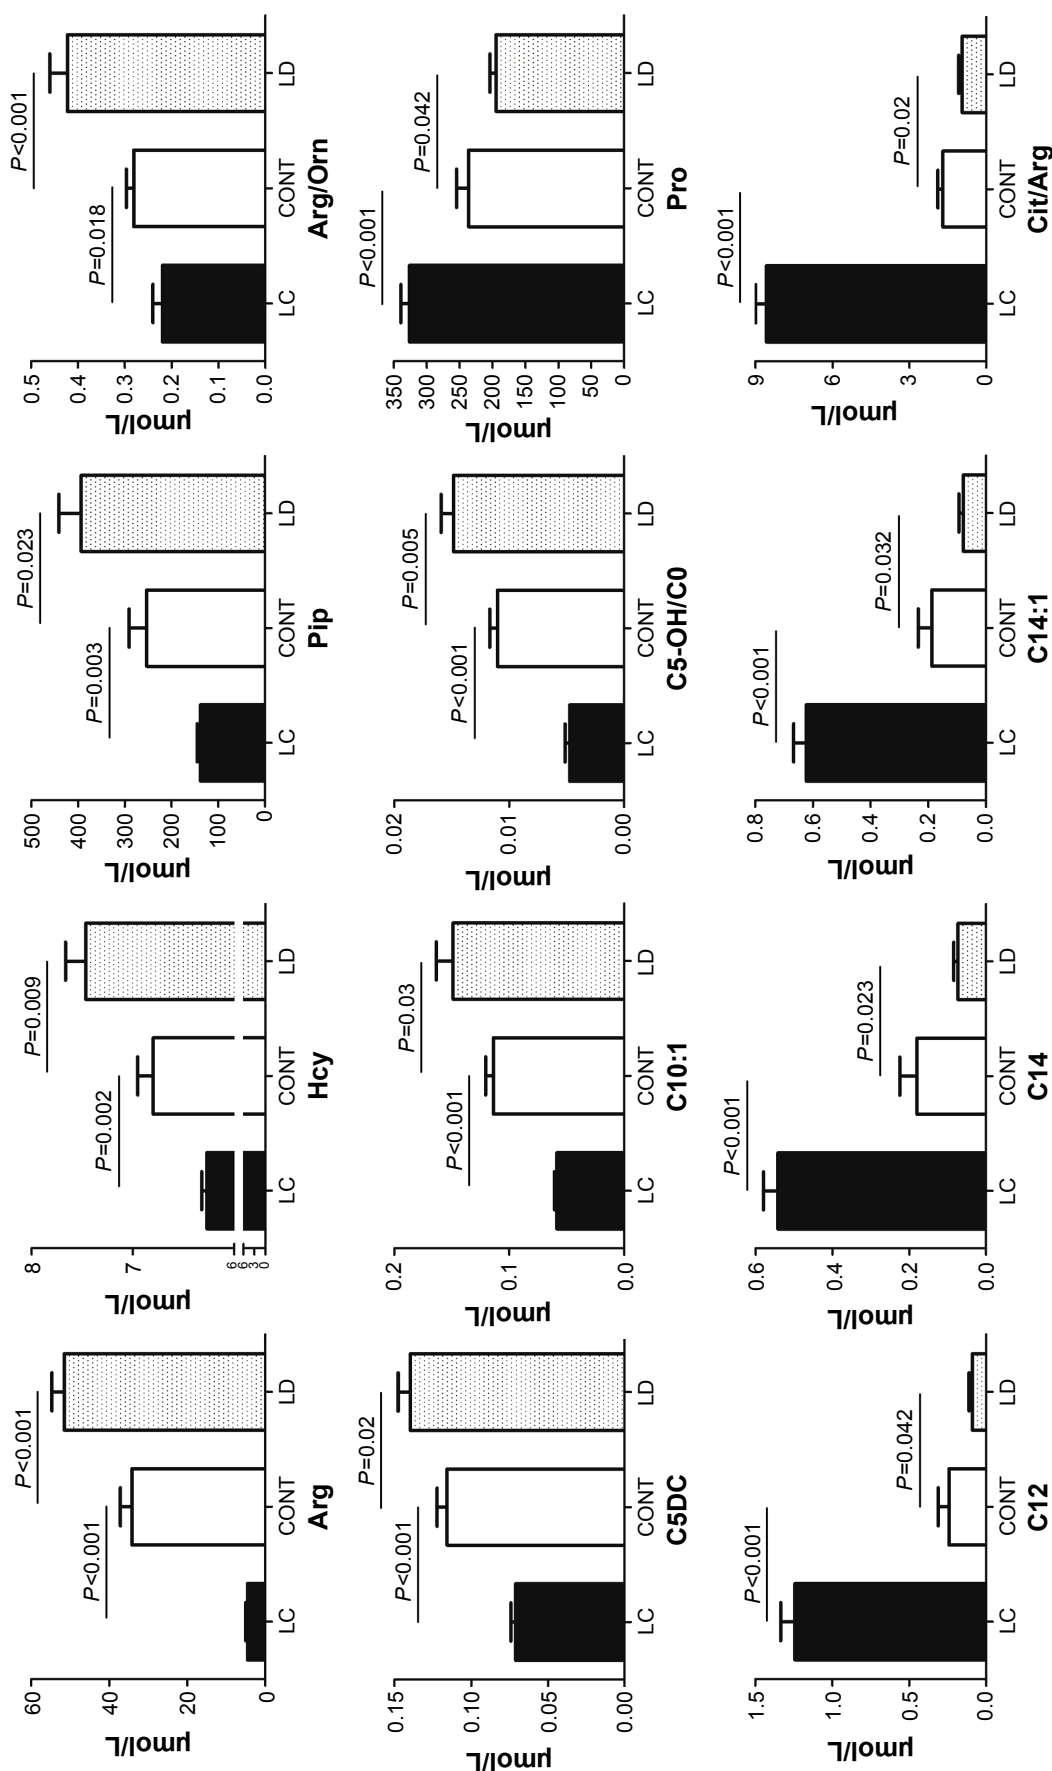 µmol/L
60
40
20
0
P<0.001
P<0.001
LC CONT LD
Arg
µmol/L
8
7
6
6
3
0
P=0.002
P=0.009
LC CONT LD
Hcy
µmol/L
500
400
300
200
100
0
P=0.003
P=0.023
LC CONT LD
Pip
µmol/L
0.5
0.4
0.3
0.2
0.1
0.0
P=0.018
P<0.001
LC CONT LD
Arg/Orn
µmol/L
0.15
0.10
0.05
0.00
P<0.001
P=0.02
LC CONT LD
C5DC
µmol/L
0.2
0.1
0.0
P<0.001
P=0.03
LC CONT LD
C10:1
µmol/L
0.02
0.01
0.00
P<0.001
P=0.005
LC CONT LD
C5-OH/C0
µmol/L
350
300
250
200
150
100
50
0
P<0.001
P=0.042
LC CONT LD
Pro
µmol/L
1.5
1.0
0.5
0.0
P<0.001
P=0.042
LC CONT LD
C12
µmol/L
0.6
0.4
0.2
0.0
P<0.001
P=0.023
LC CONT LD
C14
µmol/L
0.8
0.6
0.4
0.2
0.0
P<0.001
P=0.032
LC CONT LD
C14:1
µmol/L
9
6
3
0
P<0.001
P=0.02
LC CONT LD
Cit/Arg